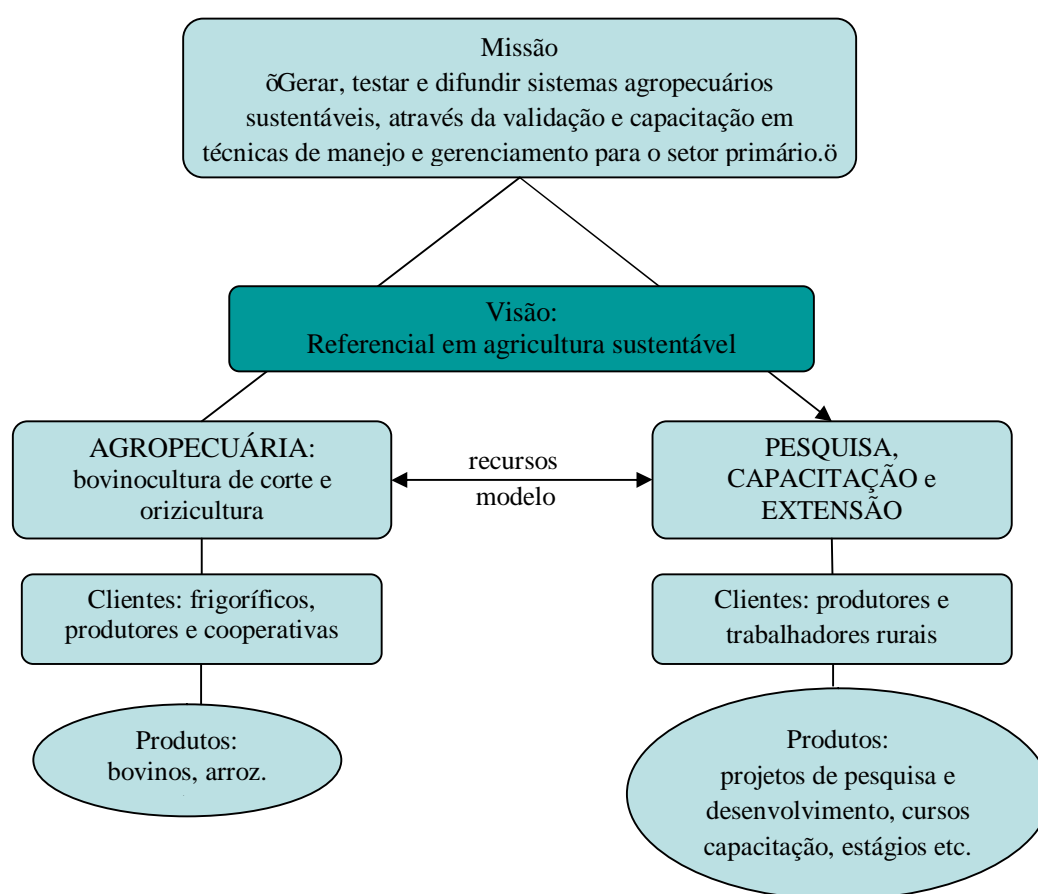 Missão
õGerar, testar e difundir sistemas agropecuários
sustentáveis, através da validação e capacitação em
técnicas de manejo e gerenciamento para o setor primário.ö
Visão:
Referencial em agricultura sustentável
AGROPECUÁRIA:
bovinocultura de corte e
orizicultura
recursos
modelo
PESQUISA,
CAPACITAÇÃO e
EXTENSÃO
Clientes: frigoríficos,
produtores e cooperativas
Clientes: produtores e
trabalhadores rurais
Produtos:
bovinos, arroz.
Produtos:
projetos de pesquisa e
desenvolvimento, cursos
capacitação, estágios etc.